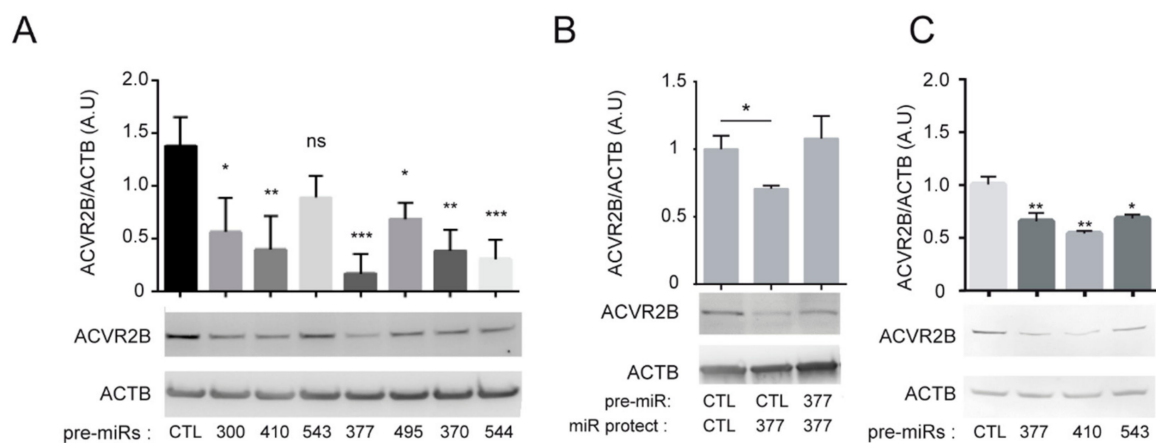 A
B
C
ACVR2B/ACTB (A.U)
2.0
1.5
1.0
0.5
0
*
**
ns
***
*
**
***
ACVR2B
ACTB
pre-miRs : CTL 300 410 543 377 495 370 544
ACVR2B/ACTB (A.U)
1.5
1
0.5
0
*
ACVR2B
ACTB
pre-miR: CTL CTL 377
miR protect: CTL 377 377
ACVR2B/ACTB (A.U)
2.0
1.5
1.0
0.5
0
**
**
*
ACVR2B
ACTB
pre-miRs : CTL 377 410 543